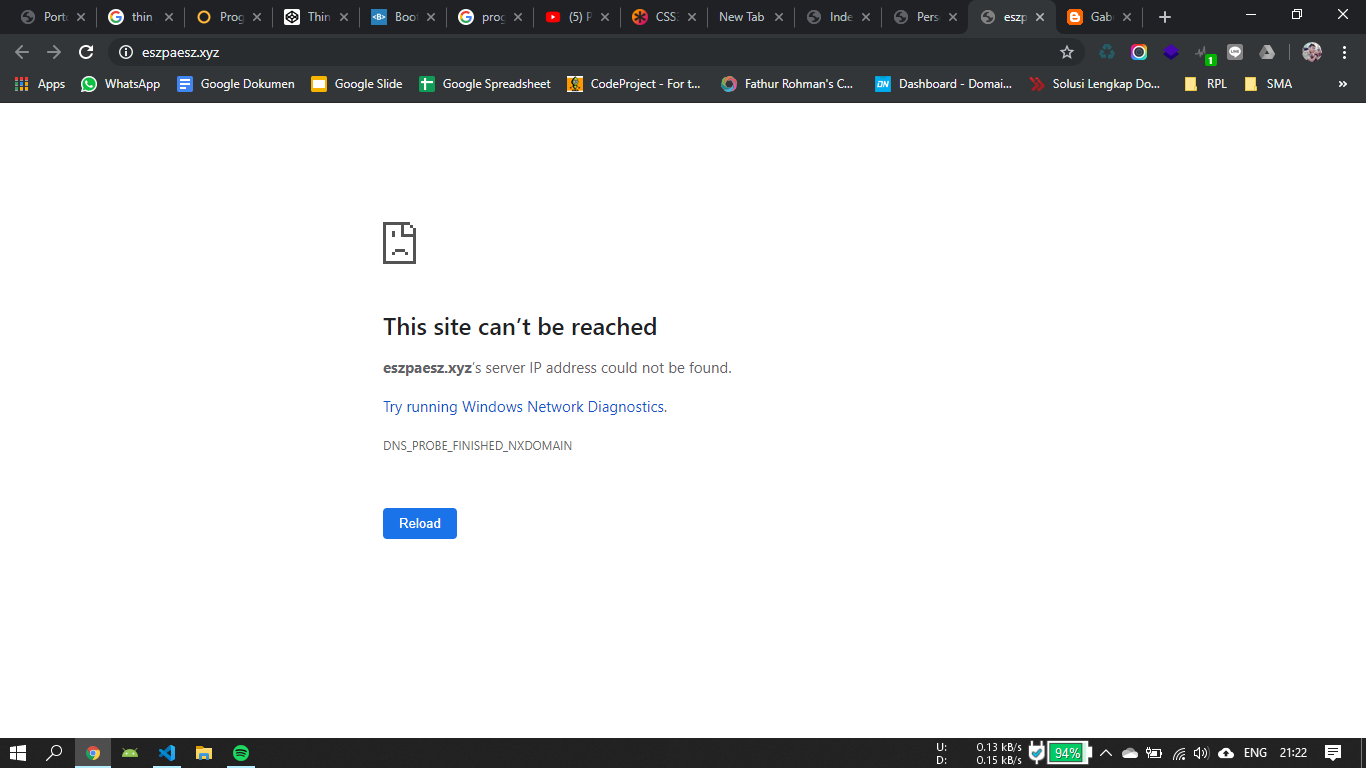 Porto thin Prog Thin Boot prog (5) P CSS: New Tab Inde Pers eszp Gab
eszpaesz.xyz
1
Apps WhatsApp Google Dokumen Google Slide Google Spreadsheet CodeProject - For t... Fathur Rohman's C... Dashboard - Domai... Solusi Lengkap Do... RPL SMA »
This site can’t be reached
eszpaesz.xyz’s server IP address could not be found.
Try running Windows Network Diagnostics.
DNS_PROBE_FINISHED_NXDOMAIN
Reload
U: 0.13 kB/s
D: 0.15 kB/s
94%
ENG 21:22